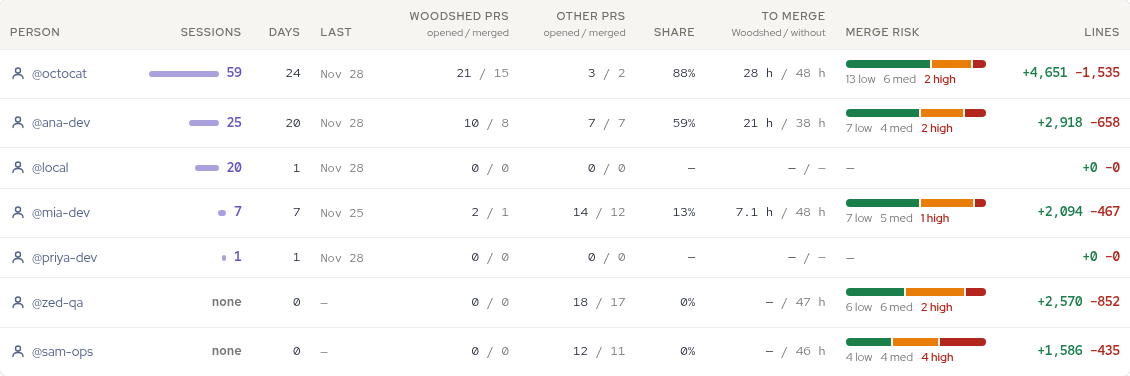 PERSON SESSIONS DAYS LAST WOODSHED PRS OTHER PRS SHARE TO MERGE MERGE RISK LINES
opened / merged opened / merged Woodshed / without
@octocat 59 24 Nov 28 21 / 15 3 / 2 88% 28 h / 48 h +4,651 −1,535
13 low 6 med 2 high
@ana-dev 25 20 Nov 28 10 / 8 7 / 7 59% 21 h / 38 h +2,918 −658
7 low 4 med 2 high
@local 20 1 Nov 28 0 / 0 0 / 0 — — / — — +0 −0
@mia-dev 7 7 Nov 25 2 / 1 14 / 12 13% 7.1 h / 48 h +2,094 −467
7 low 5 med 1 high
@priya-dev 1 1 Nov 28 0 / 0 0 / 0 — — / — — +0 −0
@zed-qa none 0 — 0 / 0 18 / 17 0% — / 47 h +2,570 −852
6 low 6 med 2 high
@sam-ops none 0 — 0 / 0 12 / 11 0% — / 46 h +1,586 −435
4 low 4 med 4 high